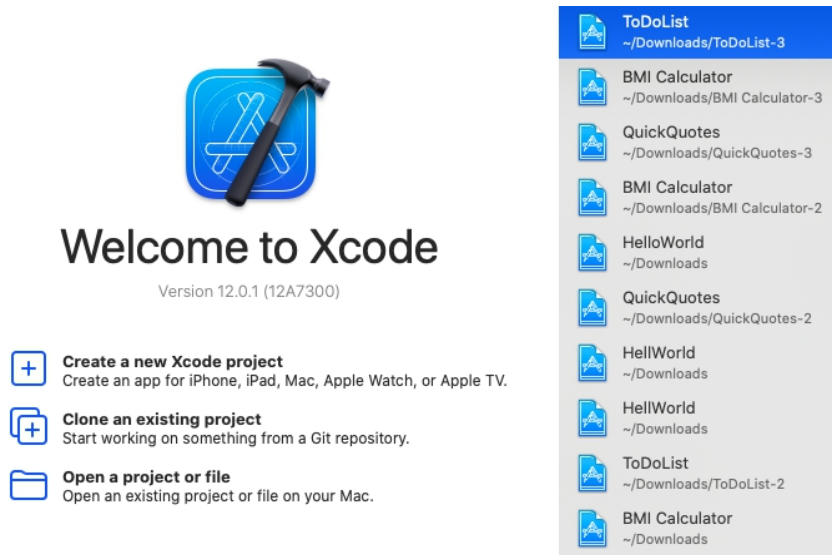 Welcome to Xcode
Version 12.0.1 (12A7300)
Create a new Xcode project
Create an app for iPhone, iPad, Mac, Apple Watch, or Apple TV.
Clone an existing project
Start working on something from a Git repository.
Open a project or file
Open an existing project or file on your Mac.
ToDoList
~/Downloads/ToDoList-3
BMI Calculator
~/Downloads/BMI Calculator-3
QuickQuotes
~/Downloads/QuickQuotes-3
BMI Calculator
~/Downloads/BMI Calculator-2
HelloWorld
~/Downloads
QuickQuotes
~/Downloads/QuickQuotes-2
HellWorld
~/Downloads
HellWorld
~/Downloads
ToDoList
~/Downloads/ToDoList-2
BMI Calculator
~/Downloads